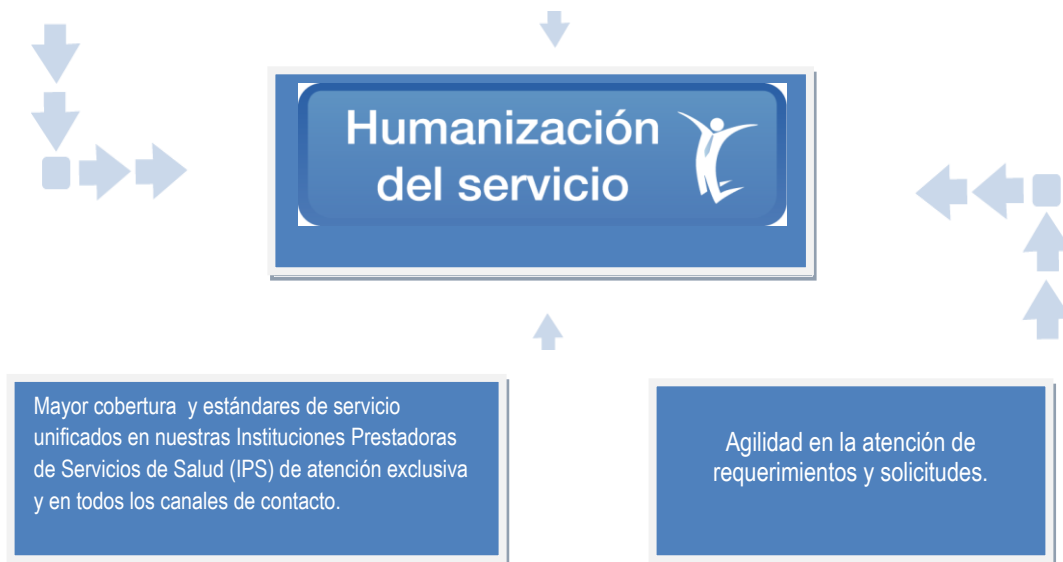 Humanización
del servicio
Mayor cobertura y estándares de servicio
unificados en nuestras Instituciones Prestadoras
de Servicios de Salud (IPS) de atención exclusiva
y en todos los canales de contacto.
Agilidad en la atención de
requerimientos y solicitudes.